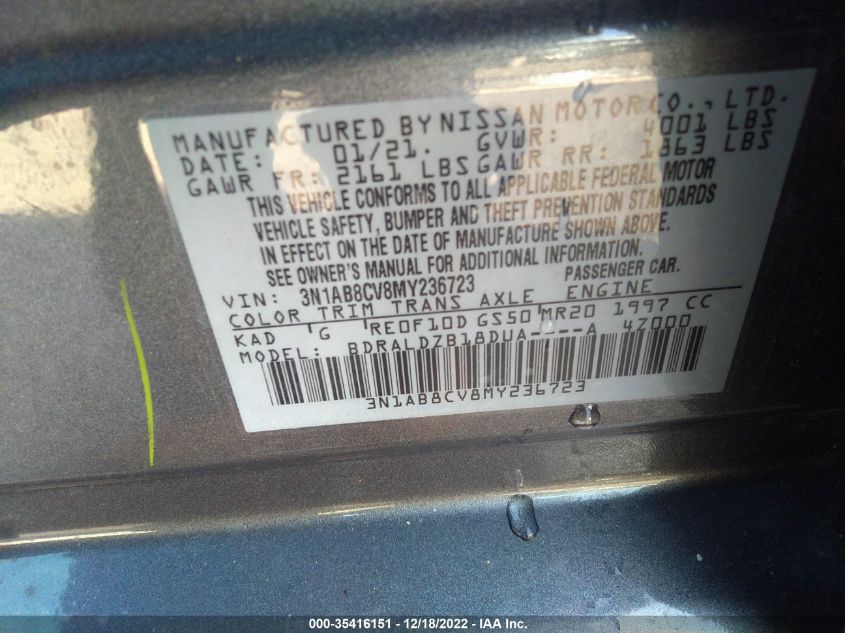 MANUFACTURED BY NISSAN MOTOR CO., LTD.
DATE: 01/21. GVWR: 4001 LBS
GAWR FR: 2161 LBS GAWR RR: 1863 LBS
THIS VEHICLE CONFORMS TO ALL APPLICABLE FEDERAL MOTOR
VEHICLE SAFETY, BUMPER AND THEFT PREVENTION STANDARDS
IN EFFECT ON THE DATE OF MANUFACTURE SHOWN ABOVE.
SEE OWNER'S MANUAL FOR ADDITIONAL INFORMATION.
VIN: 3N1AB8CV8MY236723 PASSENGER CAR.
COLOR TRIM TRANS AXLE ENGINE
KAD G RE0F10D GS50 MR20 1997 CC
MODEL: BDRALDZB18DUA----A 47000
3N1AB8CV8MY236723
000-35416151 - 12/18/2022 - IAA Inc.